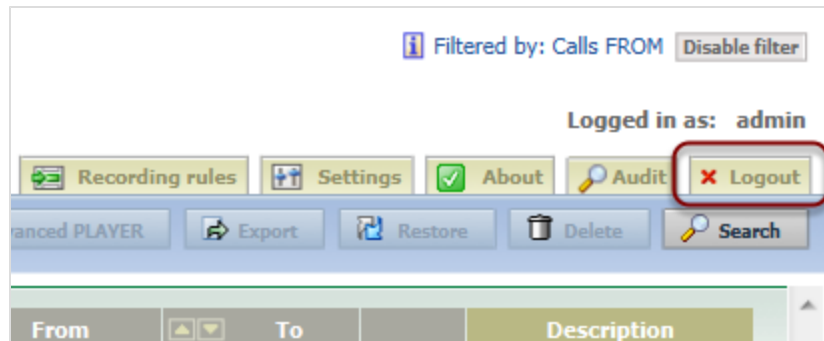 Filtered by: Calls FROM Disable filter
Logged in as: admin
Recording rules Settings About Audit Logout
PLAYER Export Restore Delete Search
From To Description